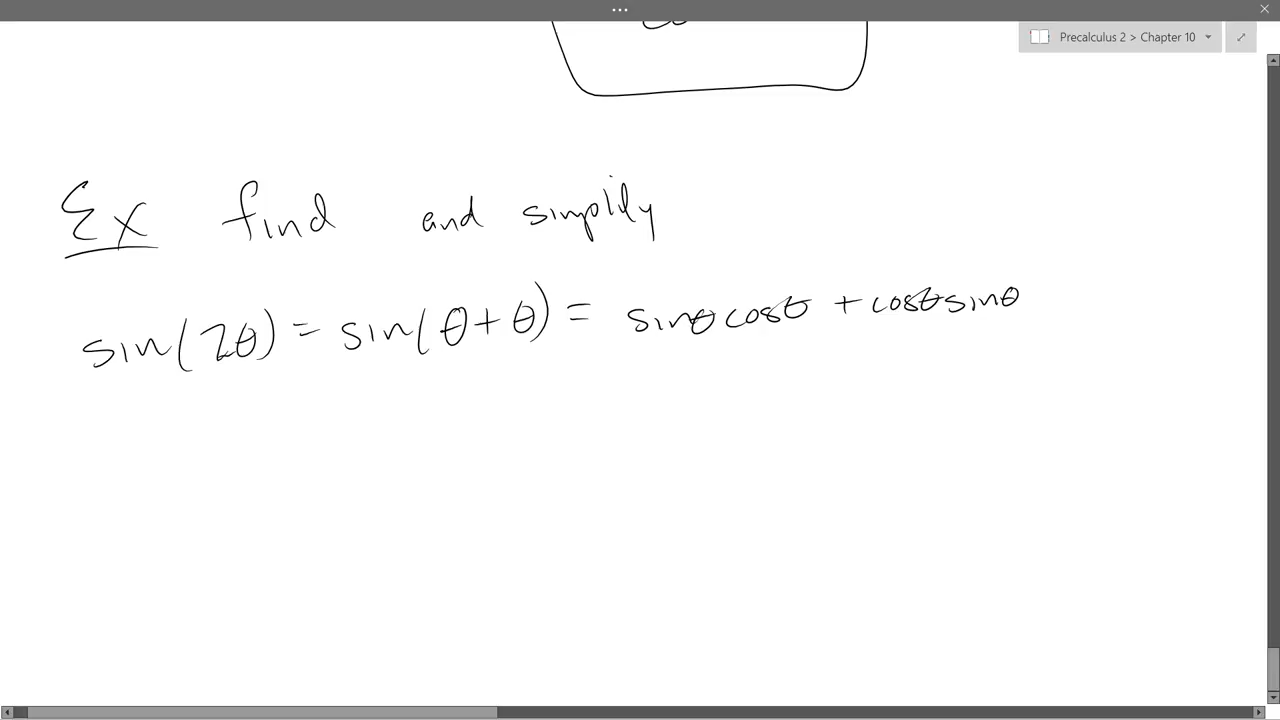 Precalculus 2 > Chapter 10
Ex find and simplify
sin(2θ) = sin(θ+θ) = sinθcosθ + cosθsinθ